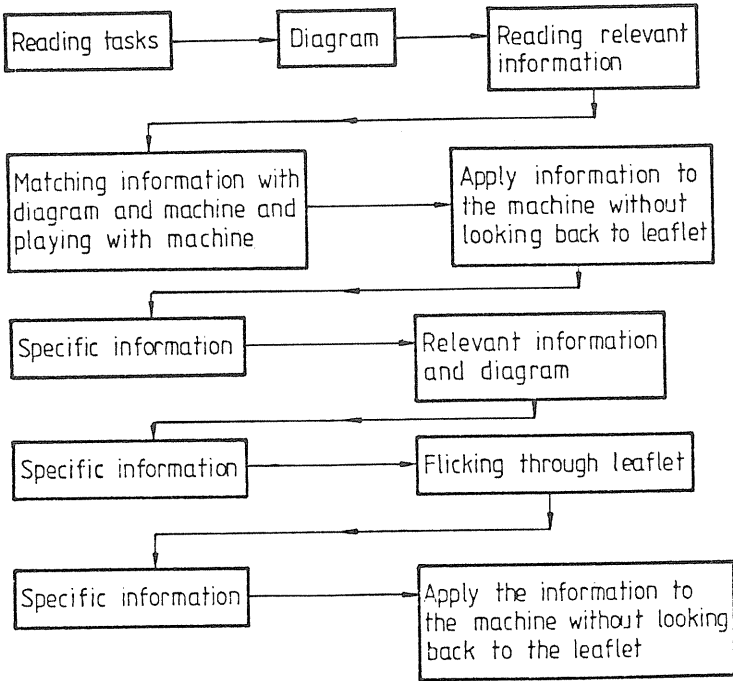 Reading tasks
Diagram
Reading relevant
information
Matching information with
diagram and machine and
playing with machine
Apply information to
the machine without
looking back to leaflet
Specific information
Relevant information
and diagram
Specific information
Flicking through leaflet
Specific information
Apply the information to
the machine without looking
back to the leaflet